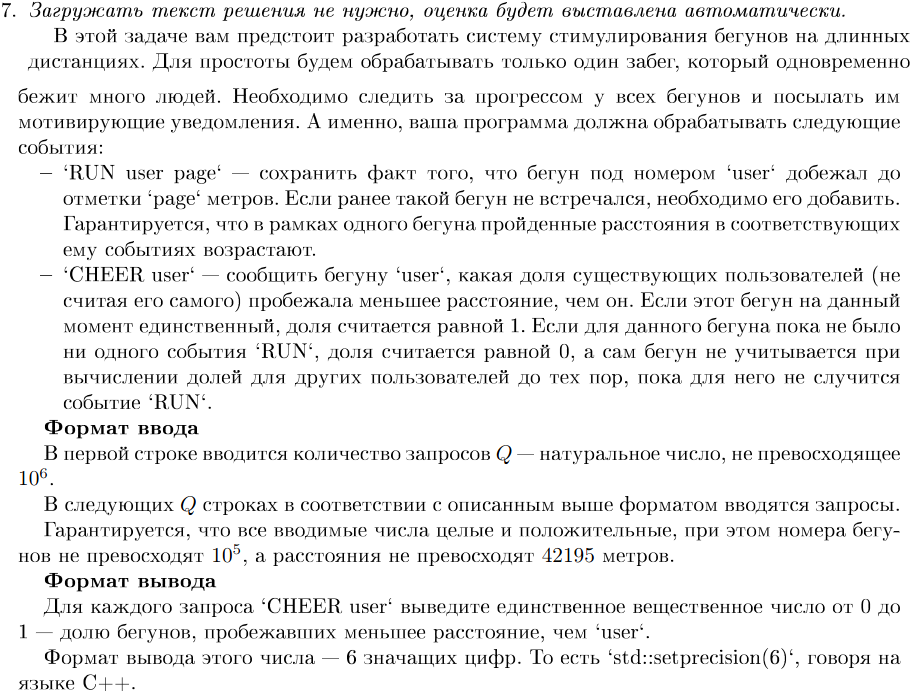 7. Загружать текст решения не нужно, оценка будет выставлена автоматически.
В этой задаче вам предстоит разработать систему стимулирования бегунов на длинных
дистанциях. Для простоты будем обрабатывать только один забег, который одновременно
бежит много людей. Необходимо следить за прогрессом у всех бегунов и посылать им
мотивирующие уведомления. А именно, ваша программа должна обрабатывать следующие
события:
– ‘RUN user page‘ — сохранить факт того, что бегун под номером ‘user‘ добежал до
отметки ‘page‘ метров. Если ранее такой бегун не встречался, необходимо его добавить.
Гарантируется, что в рамках одного бегуна пройденные расстояния в соответствующих
ему событиях возрастают.
– ‘CHEER user‘ — сообщить бегуну ‘user‘, какая доля существующих пользователей (не
считая его самого) пробежала меньшее расстояние, чем он. Если этот бегун на данный
момент единственный, доля считается равной 1. Если для данного бегуна пока не было
ни одного события ‘RUN‘, доля считается равной 0, а сам бегун не учитывается при
вычислении долей для других пользователей до тех пор, пока для него не случится
событие ‘RUN‘.
Формат ввода
В первой строке вводится количество запросов Q — натуральное число, не превосходящее
10⁶.
В следующих Q строках в соответствии с описанным выше форматом вводятся запросы.
Гарантируется, что все вводимые числа целые и положительные, при этом номера бегу-
нов не превосходят 10⁵, а расстояния не превосходят 42195 метров.
Формат вывода
Для каждого запроса ‘CHEER user‘ выведите единственное вещественное число от 0 до
1 — долю бегунов, пробежавших меньшее расстояние, чем ‘user‘.
Формат вывода этого числа — 6 значащих цифр. То есть ‘std::setprecision(6)‘, говоря на
языке C++.